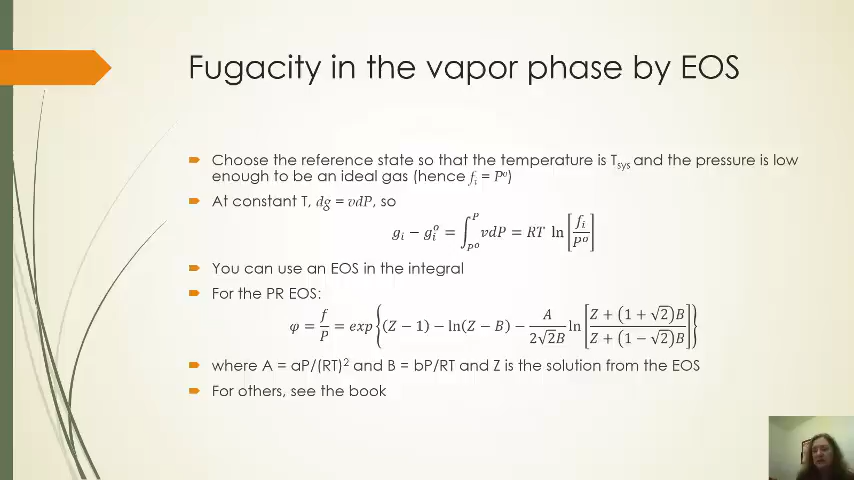 Fugacity in the vapor phase by EOS
Choose the reference state so that the temperature is T_sys and the pressure is low
enough to be an ideal gas (hence f_i = P^o)
At constant T, dg = vdP, so
g_i − g_i^o = ∫_{P^o}^{P} vdP = RT ln[f_i/P^o]
You can use an EOS in the integral
For the PR EOS:
φ = f/P = exp{(Z − 1) − ln(Z − B) − A/(2√2B) ln[(Z + (1 + √2)B)/(Z + (1 − √2)B)]}
where A = aP/(RT)² and B = bP/RT and Z is the solution from the EOS
For others, see the book